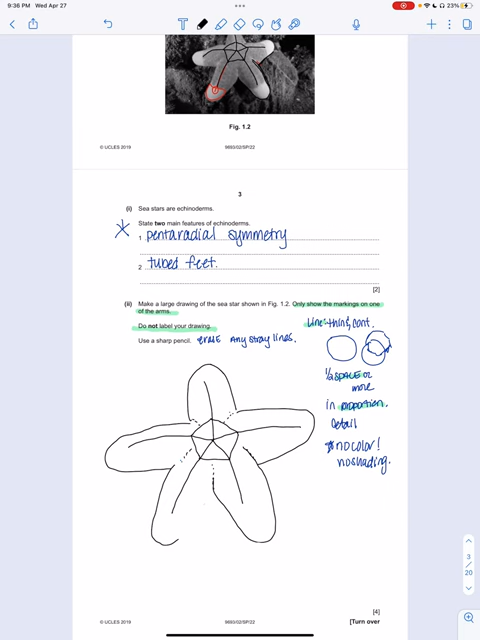 9:36 PM Wed Apr 27
23%
Fig. 1.2
© UCLES 2019
9693/02/SP/22
3
(i) Sea stars are echinoderms.
State two main features of echinoderms.
1 pentaradial symmetry
2 tubed feet.
[2]
(ii) Make a large drawing of the sea star shown in Fig. 1.2. Only show the markings on one
of the arms.
Do not label your drawing.
Use a sharp pencil. erase any stray lines.
line: thin, cont.
1/2 SPACE or
more
in proportion.
detail
no color!
no shading.
[4]
© UCLES 2019
9693/02/SP/22
[Turn over
3
/
20